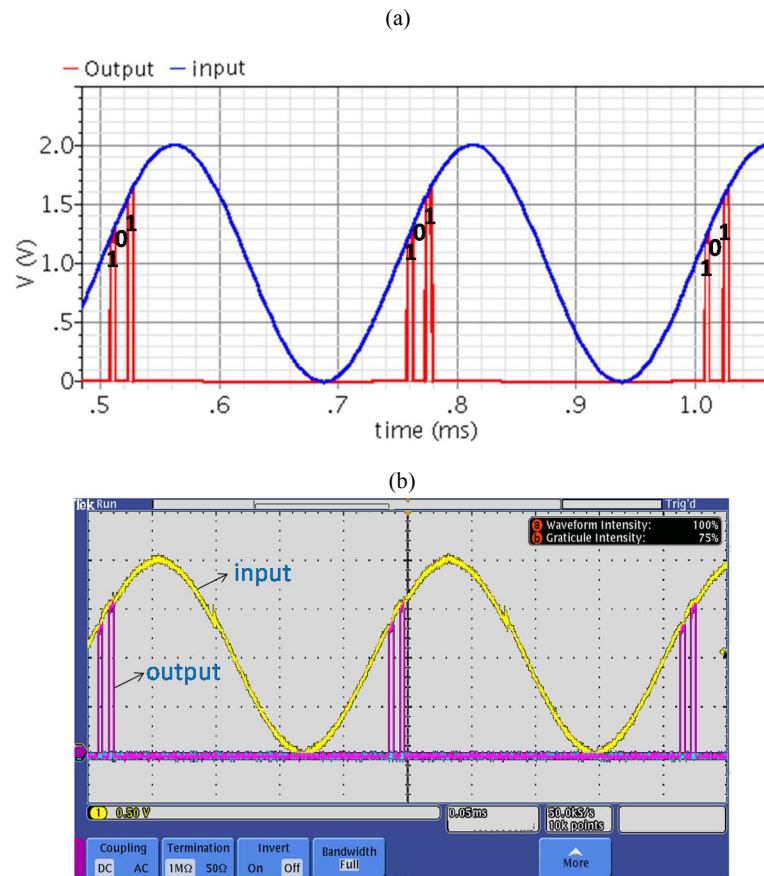 (a)
Output input
2.0
1.5
1.0
.5
0
V (V)
1 0 1
1 0 1
1 0 1
.5 .6 .7 .8 .9 1.0
time (ms)
(b)
Tek Run Trig'd
a Waveform Intensity: 100%
b Graticule Intensity: 75%
input
output
1 0.50 V 0.05ms 50.0kS/s
10k points
Coupling Termination Invert Bandwidth More
DC AC 1MΩ 50Ω On Off Full